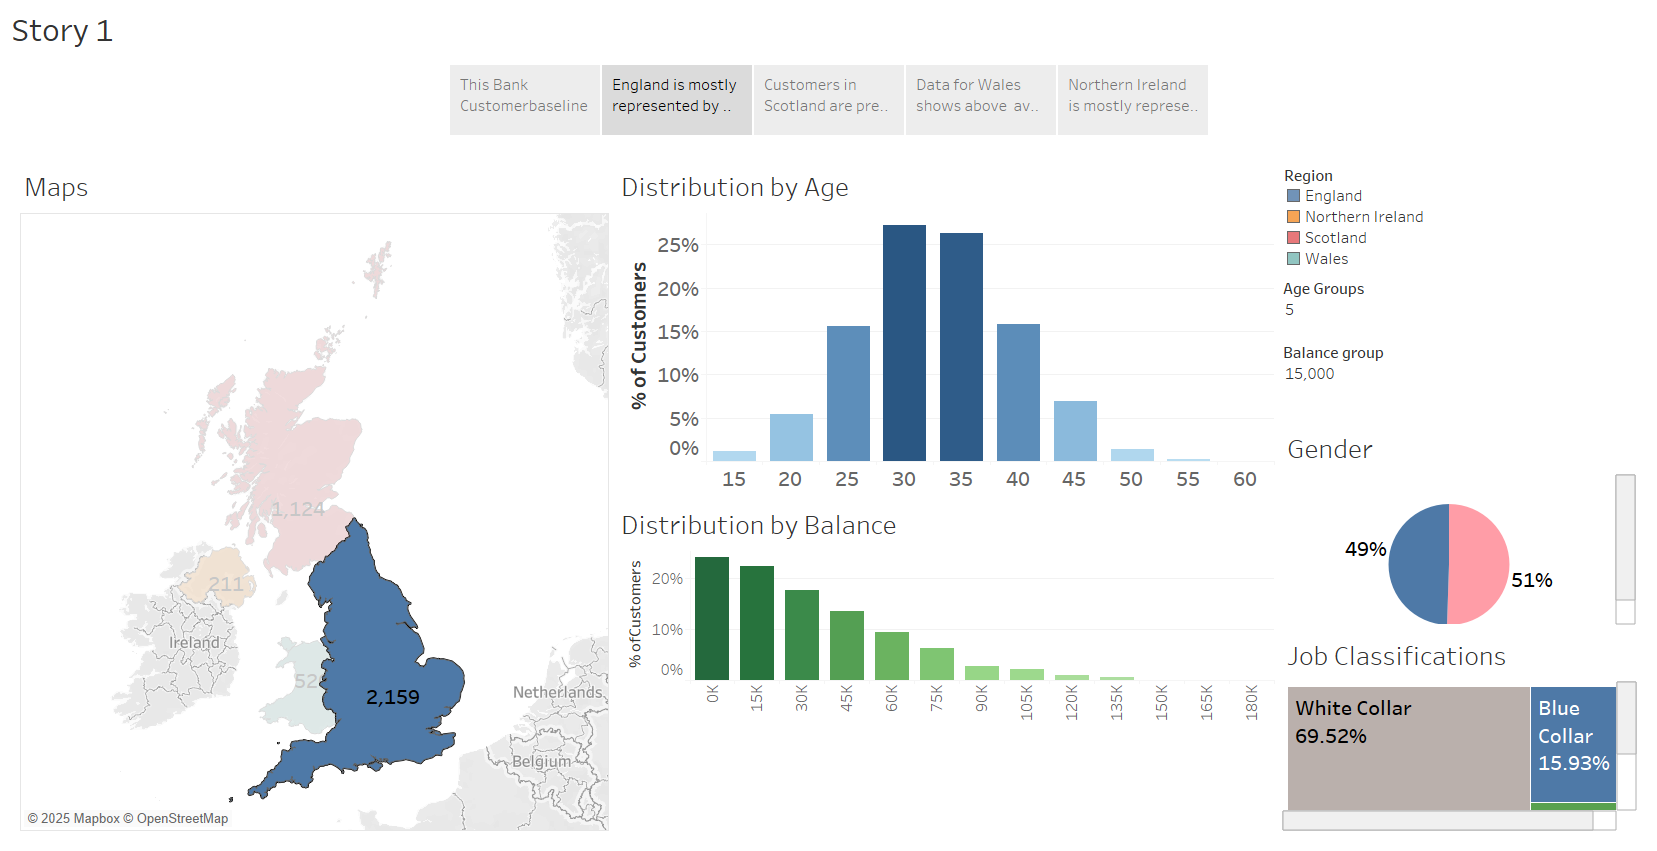 Story 1
This Bank
Customerbaseline
England is mostly
represented by ..
Customers in
Scotland are pre..
Data for Wales
shows above av..
Northern Ireland
is mostly represe..
Maps
1,124
211
Ireland
2,159
Netherlands
Belgium
© 2025 Mapbox © OpenStreetMap
Distribution by Age
% of Customers
25%
20%
15%
10%
5%
0%
15 20 25 30 35 40 45 50 55 60
Distribution by Balance
% ofCustomers
20%
10%
0%
0K 15K 30K 45K 60K 75K 90K 105K 120K 135K 150K 165K 180K
Region
England
Northern Ireland
Scotland
Wales
Age Groups
5
Balance group
15,000
Gender
49%
51%
Job Classifications
White Collar
69.52%
Blue
Collar
15.93%